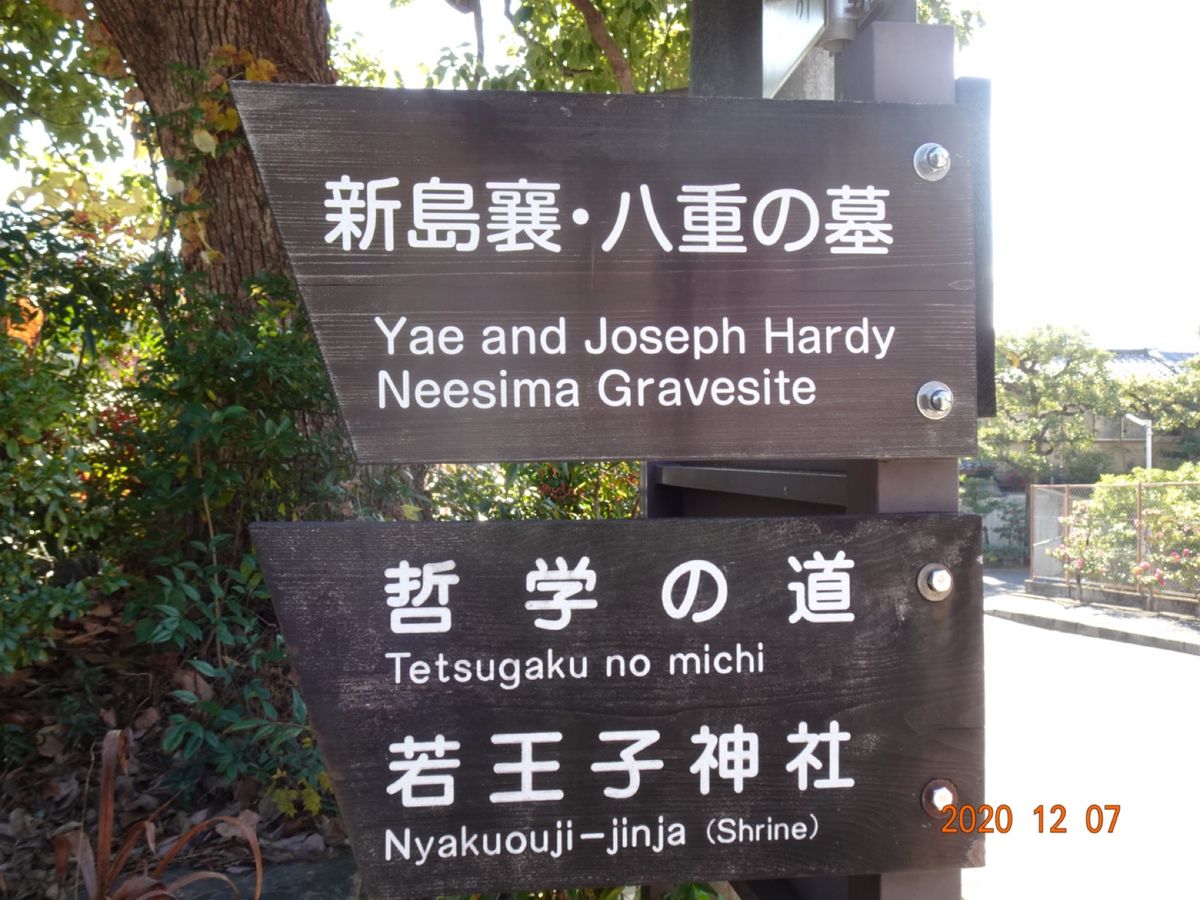 新島襄・八重の墓
Yae and Joseph Hardy
Neesima Gravesite
哲学の道
Tetsugaku no michi
若王子神社
Nyakuouji-jinja (Shrine)
2020 12 07